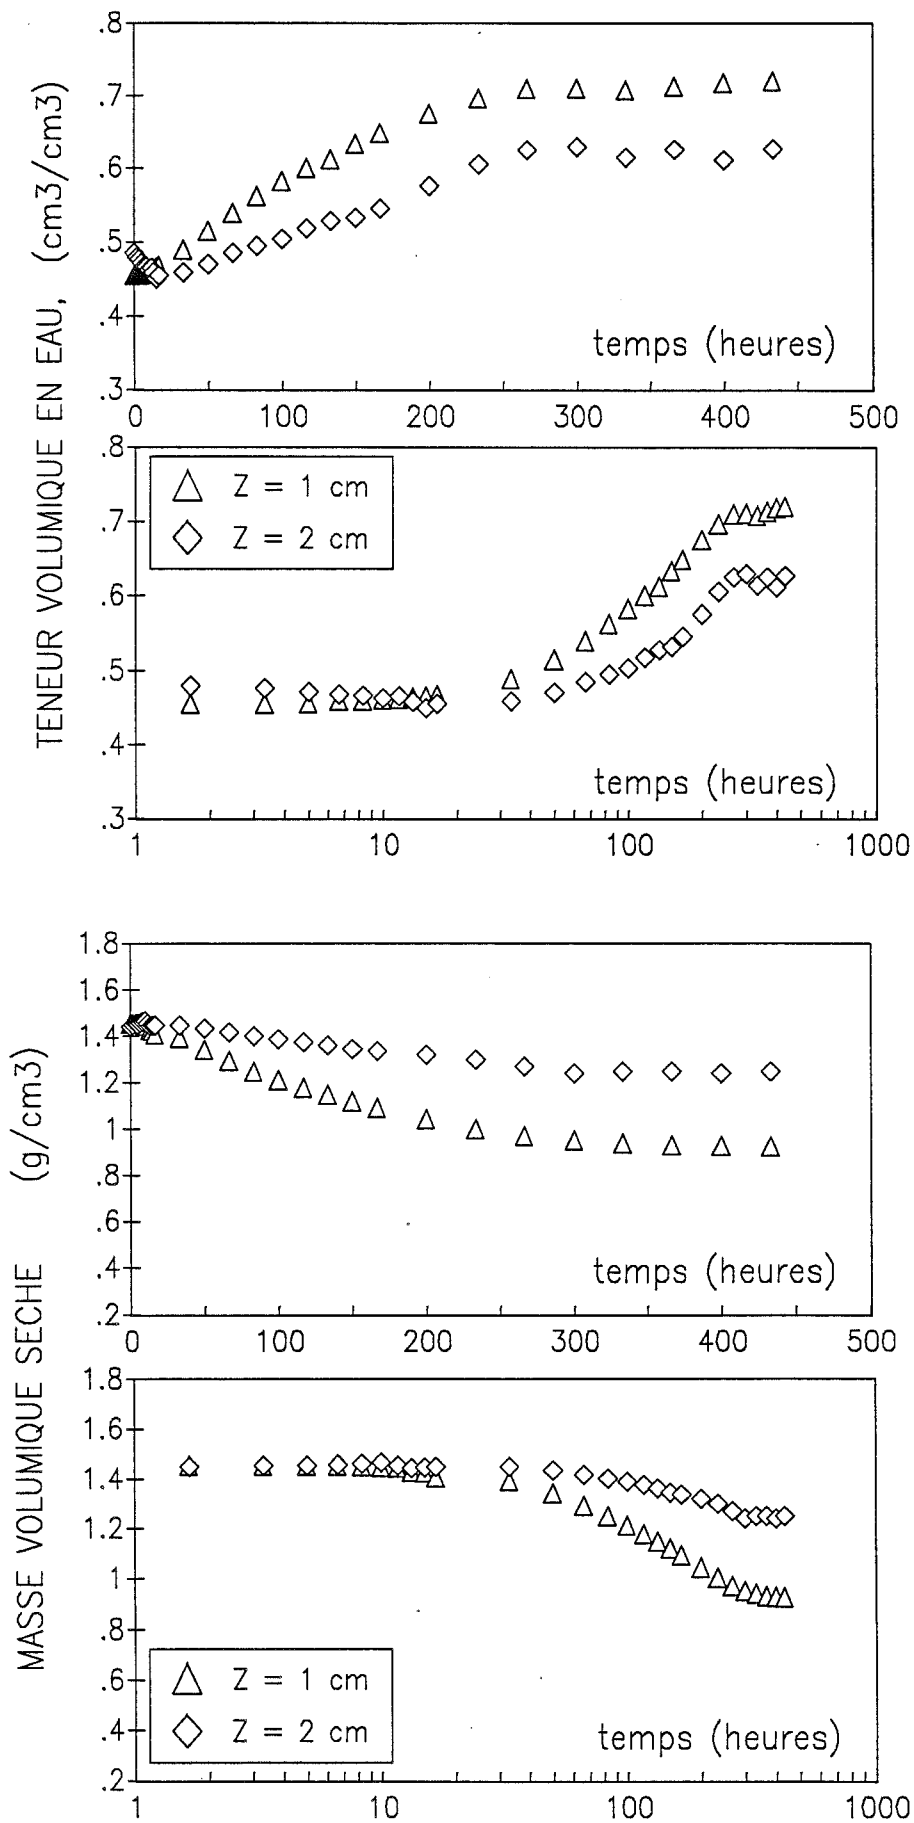 TENEUR VOLUMIQUE EN EAU, (cm3/cm3)
.8
.7
.6
.5
.4
.3
temps (heures)
0 100 200 300 400 500
.8
.7
.6
.5
.4
.3
Z = 1 cm
Z = 2 cm
temps (heures)
1 10 100 1000
MASSE VOLUMIQUE SECHE (g/cm3)
1.8
1.6
1.4
1.2
1
.8
.6
.4
.2
temps (heures)
0 100 200 300 400 500
1.8
1.6
1.4
1.2
1
.8
.6
.4
.2
Z = 1 cm
Z = 2 cm
temps (heures)
1 10 100 1000